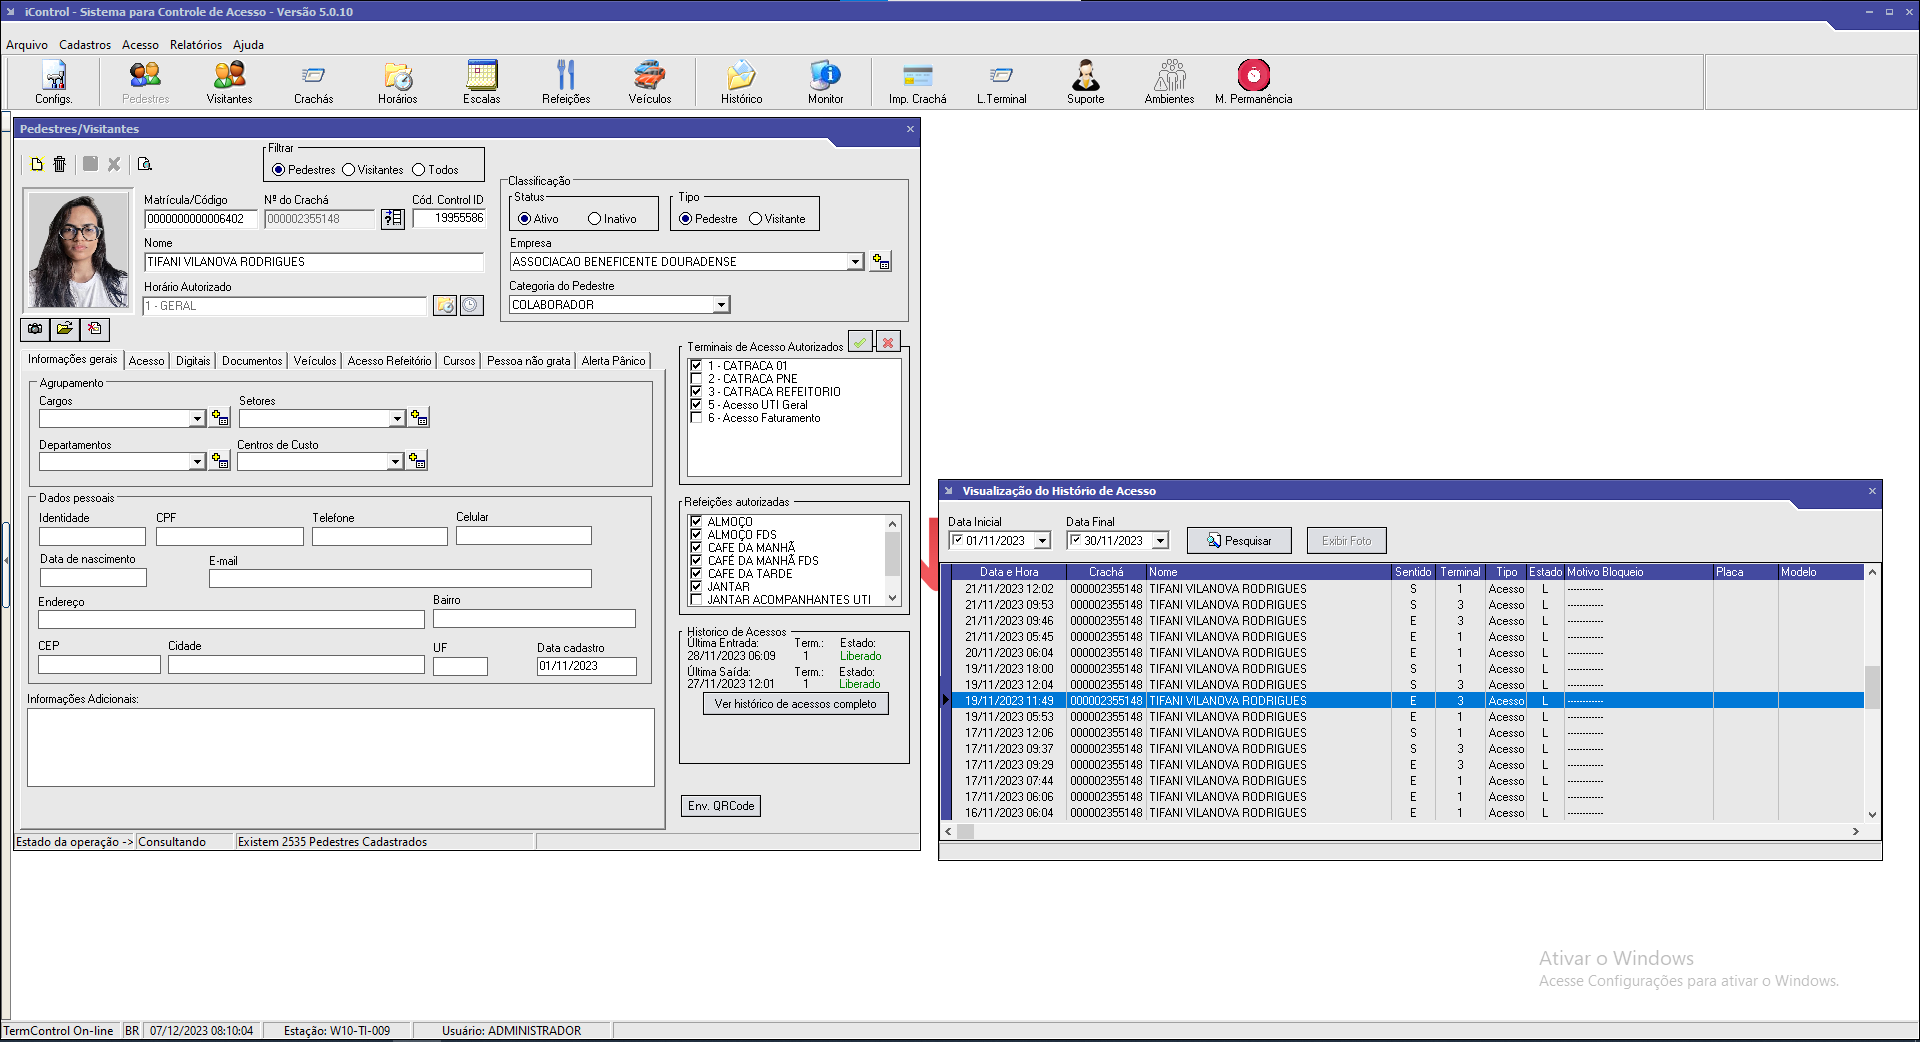 iControl - Sistema para Controle de Acesso - Versão 5.0.10
Arquivo Cadastros Acesso Relatórios Ajuda
Configs. Pedestres Visitantes Crachás Horários Escalas Refeições Veículos Histórico Monitor Imp. Crachá L.Terminal Suporte Ambientes M. Permanência
Pedestres/Visitantes
Filtrar
Pedestres Visitantes Todos
Matrícula/Código Nº do Crachá Cód. Control ID
0000000000006402 000002355148 19955586
Nome
TIFANI VILANOVA RODRIGUES
Horário Autorizado
1 - GERAL
Classificação
Status Tipo
Ativo Inativo Pedestre Visitante
Empresa
ASSOCIACAO BENEFICENTE DOURADENSE
Categoria do Pedestre
COLABORADOR
Informações gerais Acesso Digitais Documentos Veículos Acesso Refeitório Cursos Pessoa não grata Alerta Pânico
Agrupamento
Cargos Setores
Departamentos Centros de Custo
Dados pessoais
Identidade CPF Telefone Celular
Data de nascimento E-mail
Endereço Bairro
CEP Cidade UF Data cadastro
01/11/2023
Informações Adicionais:
Terminais de Acesso Autorizados
1 - CATRACA 01
2 - CATRACA PNE
3 - CATRACA REFEITORIO
5 - Acesso UTI Geral
6 - Acesso Faturamento
Refeições autorizadas
ALMOÇO
ALMOÇO FDS
CAFE DA MANHÃ
CAFÉ DA MANHÃ FDS
CAFE DA TARDE
JANTAR
JANTAR ACOMPANHANTES UTI
Historico de Acessos
Última Entrada: Term.: Estado:
28/11/2023 06:09 1 Liberado
Última Saída: Term.: Estado:
27/11/2023 12:01 1 Liberado
Ver histórico de acessos completo
Env. QRCode
Estado da operação -> Consultando Existem 2535 Pedestres Cadastrados
Visualização do Histório de Acesso
Data Inicial Data Final
01/11/2023 30/11/2023 Pesquisar Exibir Foto
Data e Hora Crachá Nome Sentido Terminal Tipo Estado Motivo Bloqueio Placa Modelo
21/11/2023 12:02 000002355148 TIFANI VILANOVA RODRIGUES S 1 Acesso L ------------
21/11/2023 09:53 000002355148 TIFANI VILANOVA RODRIGUES S 3 Acesso L ------------
21/11/2023 09:46 000002355148 TIFANI VILANOVA RODRIGUES E 3 Acesso L ------------
21/11/2023 05:45 000002355148 TIFANI VILANOVA RODRIGUES E 1 Acesso L ------------
20/11/2023 06:04 000002355148 TIFANI VILANOVA RODRIGUES E 1 Acesso L ------------
19/11/2023 18:00 000002355148 TIFANI VILANOVA RODRIGUES S 1 Acesso L ------------
19/11/2023 12:04 000002355148 TIFANI VILANOVA RODRIGUES S 3 Acesso L ------------
19/11/2023 11:49 000002355148 TIFANI VILANOVA RODRIGUES E 3 Acesso L ------------
19/11/2023 05:53 000002355148 TIFANI VILANOVA RODRIGUES E 1 Acesso L ------------
17/11/2023 12:06 000002355148 TIFANI VILANOVA RODRIGUES S 1 Acesso L ------------
17/11/2023 09:37 000002355148 TIFANI VILANOVA RODRIGUES S 3 Acesso L ------------
17/11/2023 09:29 000002355148 TIFANI VILANOVA RODRIGUES E 3 Acesso L ------------
17/11/2023 07:44 000002355148 TIFANI VILANOVA RODRIGUES E 1 Acesso L ------------
17/11/2023 06:06 000002355148 TIFANI VILANOVA RODRIGUES E 1 Acesso L ------------
16/11/2023 06:04 000002355148 TIFANI VILANOVA RODRIGUES E 1 Acesso L ------------
Ativar o Windows
Acesse Configurações para ativar o Windows.
TermControl On-line BR 07/12/2023 08:10:04 Estação: W10-TI-009 Usuário: ADMINISTRADOR